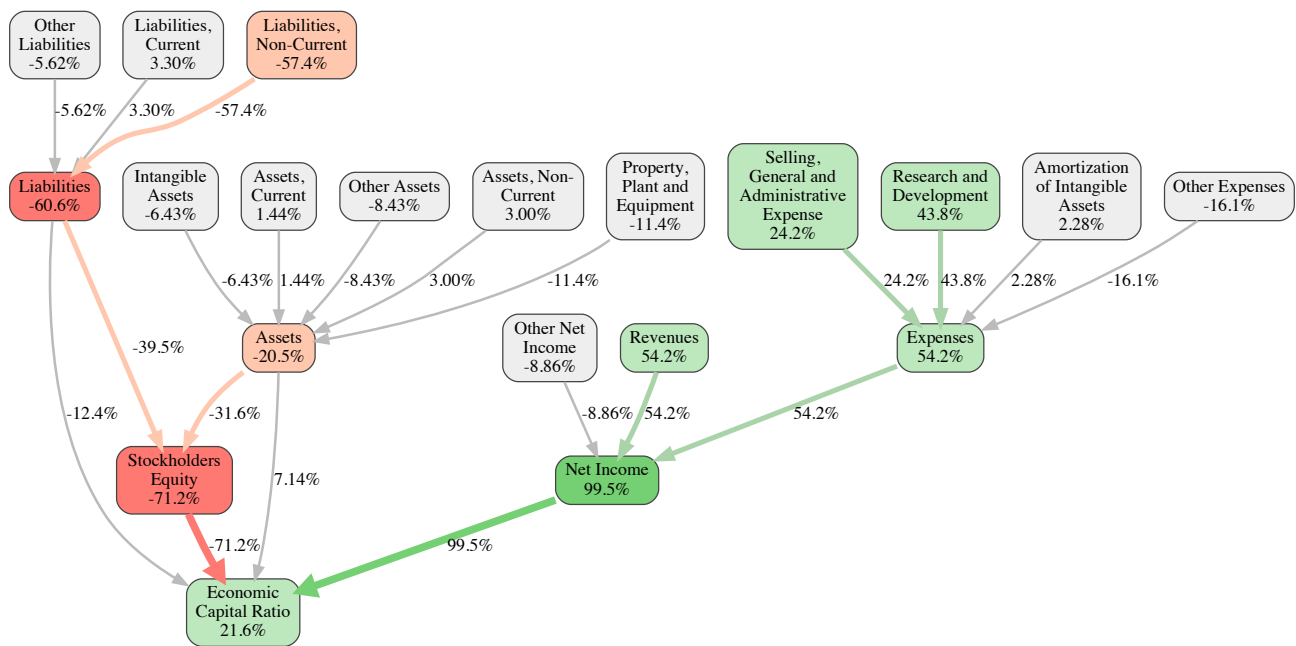 Other
Liabilities
-5.62%
Liabilities,
Current
3.30%
Liabilities,
Non-Current
-57.4%
-5.62%
3.30%
-57.4%
Liabilities
-60.6%
Intangible
Assets
-6.43%
Assets,
Current
1.44%
Other Assets
-8.43%
Assets, Non-
Current
3.00%
Property,
Plant and
Equipment
-11.4%
Selling,
General and
Administrative
Expense
24.2%
Research and
Development
43.8%
Amortization
of Intangible
Assets
2.28%
Other Expenses
-16.1%
-6.43%
1.44%
-8.43%
3.00%
-11.4%
24.2%
43.8%
2.28%
-16.1%
-39.5%
Assets
-20.5%
Other Net
Income
-8.86%
Revenues
54.2%
Expenses
54.2%
-12.4%
-31.6%
-8.86%
54.2%
54.2%
Stockholders
Equity
-71.2%
7.14%
Net Income
99.5%
-71.2%
99.5%
Economic
Capital Ratio
21.6%